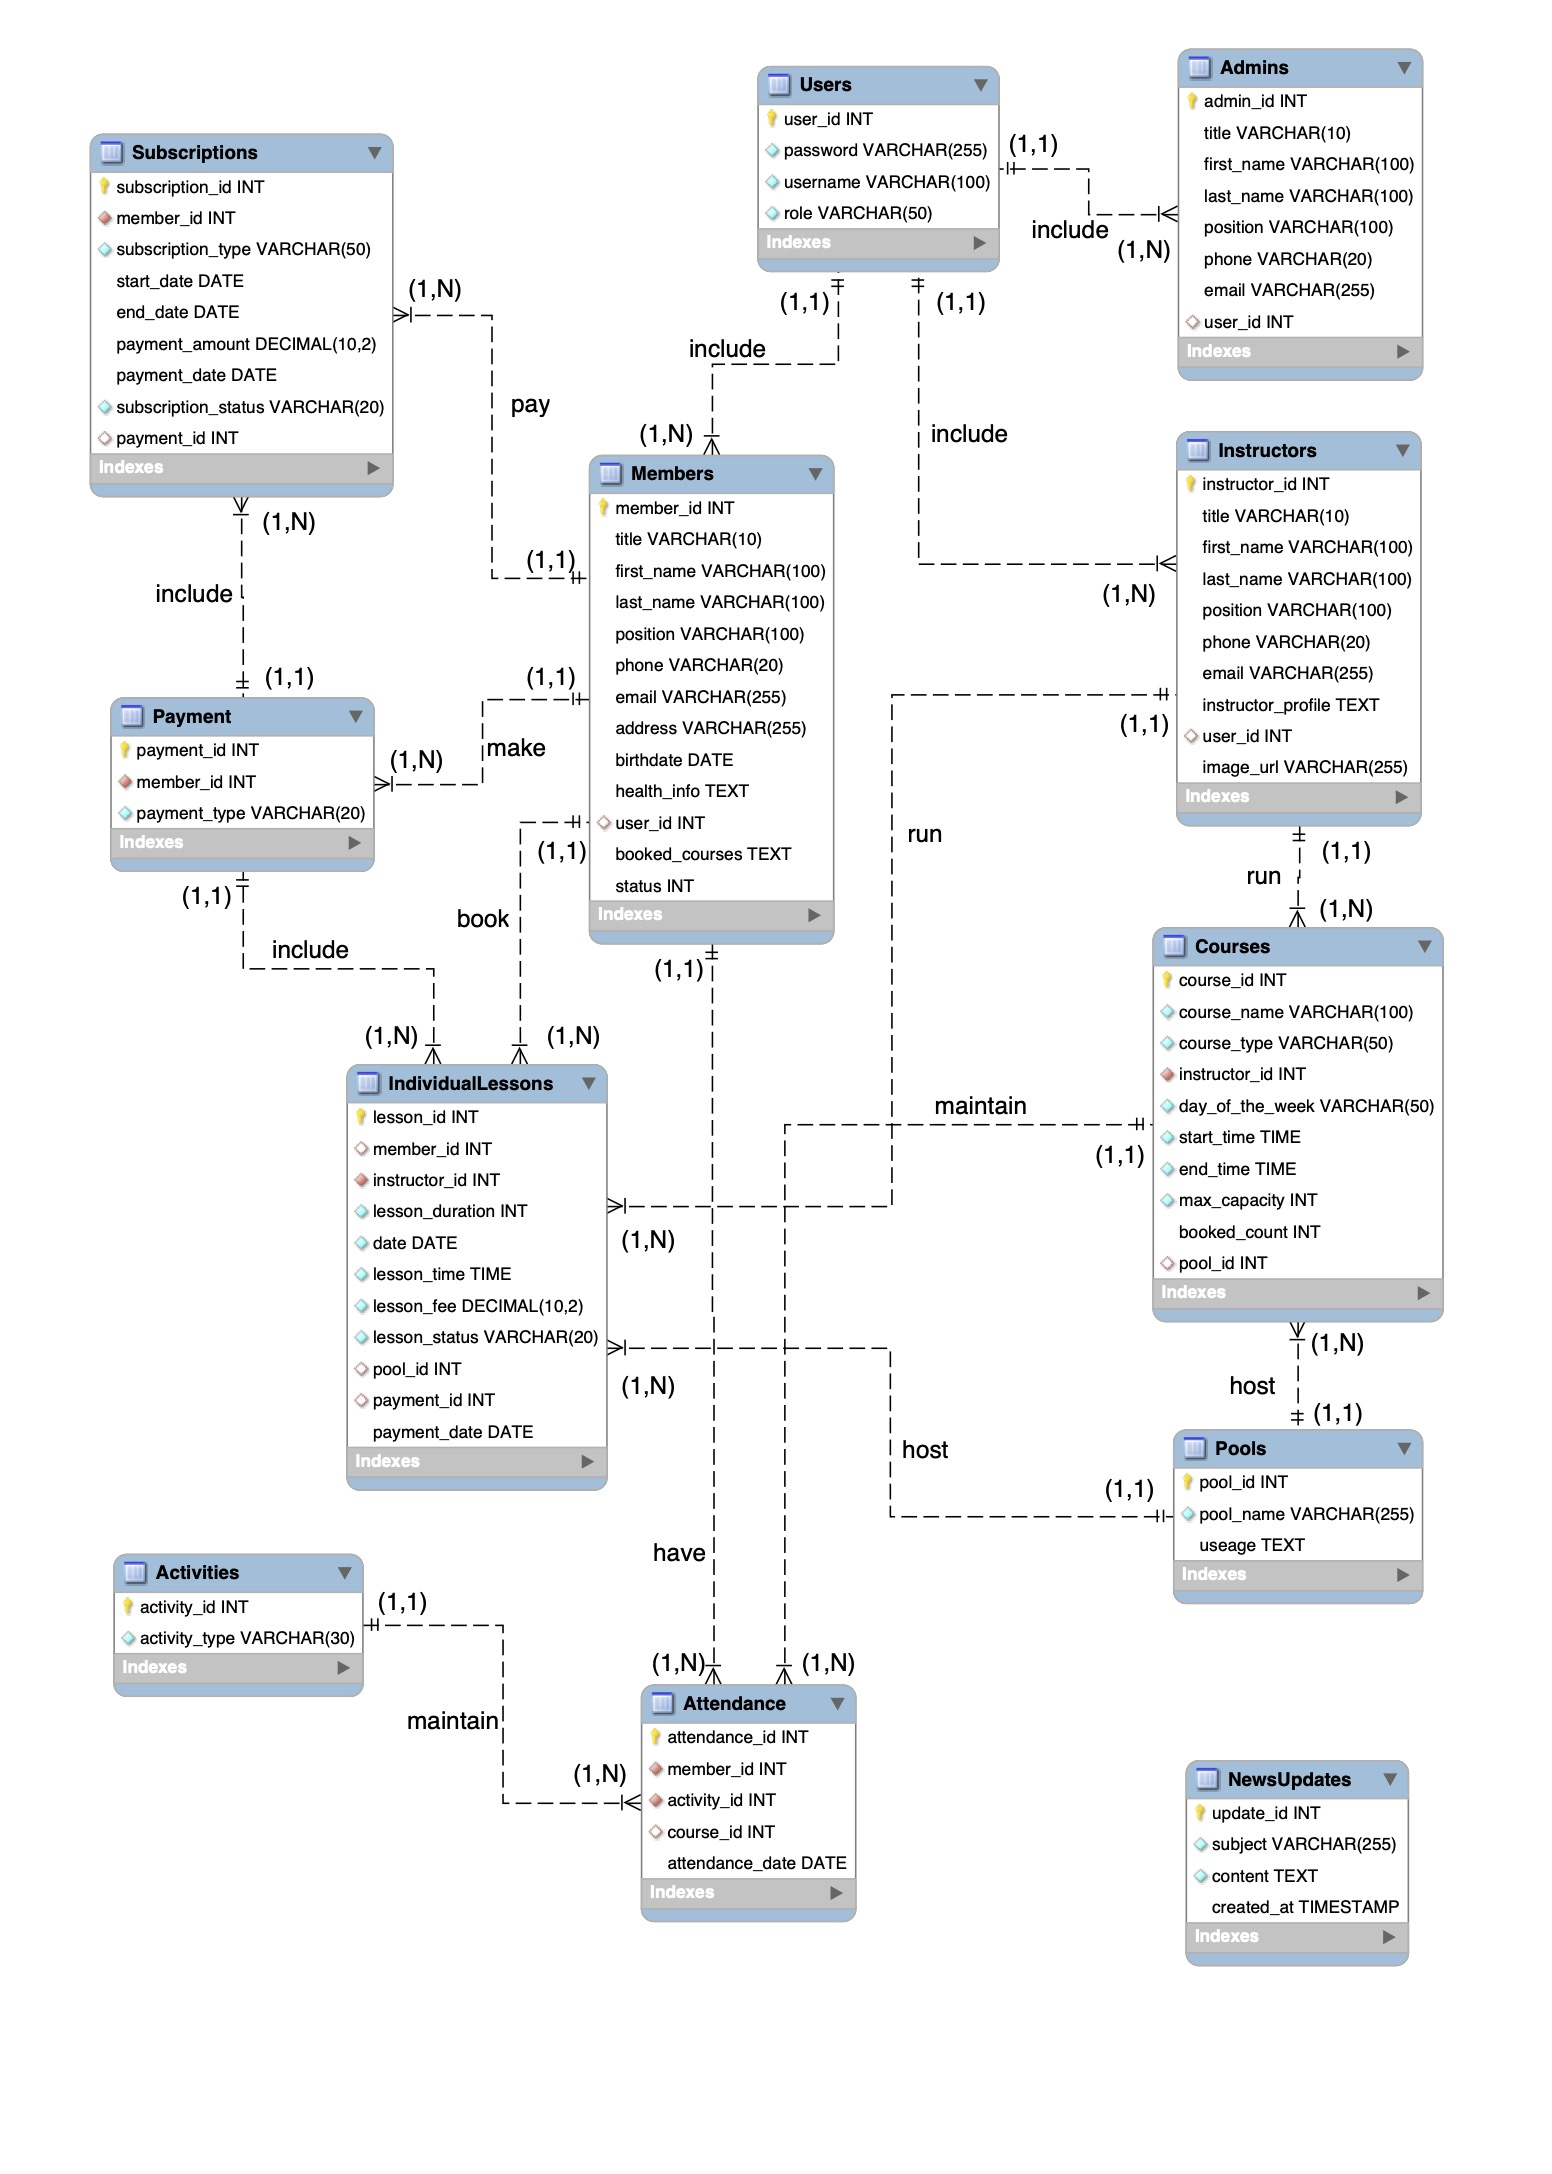 Users
user_id INT
password VARCHAR(255)
username VARCHAR(100)
role VARCHAR(50)
Indexes
Admins
admin_id INT
title VARCHAR(10)
first_name VARCHAR(100)
last_name VARCHAR(100)
position VARCHAR(100)
phone VARCHAR(20)
email VARCHAR(255)
user_id INT
Indexes
(1,1)
include
(1,N)
Subscriptions
subscription_id INT
member_id INT
subscription_type VARCHAR(50)
start_date DATE
end_date DATE
payment_amount DECIMAL(10,2)
payment_date DATE
subscription_status VARCHAR(20)
payment_id INT
Indexes
(1,N)
pay
(1,1)
(1,1)
include
(1,N)
(1,1)
include
(1,N)
Members
member_id INT
title VARCHAR(10)
first_name VARCHAR(100)
last_name VARCHAR(100)
position VARCHAR(100)
phone VARCHAR(20)
email VARCHAR(255)
address VARCHAR(255)
birthdate DATE
health_info TEXT
user_id INT
booked_courses TEXT
status INT
Indexes
Instructors
instructor_id INT
title VARCHAR(10)
first_name VARCHAR(100)
last_name VARCHAR(100)
position VARCHAR(100)
phone VARCHAR(20)
email VARCHAR(255)
instructor_profile TEXT
user_id INT
image_url VARCHAR(255)
Indexes
(1,N)
include
(1,1)
Payment
payment_id INT
member_id INT
payment_type VARCHAR(20)
Indexes
(1,1)
make
(1,N)
(1,1)
include
(1,N)
(1,1)
book
(1,N)
(1,1)
run
(1,N)
(1,1)
run
(1,N)
Courses
course_id INT
course_name VARCHAR(100)
course_type VARCHAR(50)
instructor_id INT
day_of_the_week VARCHAR(50)
start_time TIME
end_time TIME
max_capacity INT
booked_count INT
pool_id INT
Indexes
IndividualLessons
lesson_id INT
member_id INT
instructor_id INT
lesson_duration INT
date DATE
lesson_time TIME
lesson_fee DECIMAL(10,2)
lesson_status VARCHAR(20)
pool_id INT
payment_id INT
payment_date DATE
Indexes
(1,1)
have
(1,N)
maintain
(1,1)
(1,N)
(1,N)
host
(1,1)
(1,N)
host
(1,1)
Pools
pool_id INT
pool_name VARCHAR(255)
useage TEXT
Indexes
Activities
activity_id INT
activity_type VARCHAR(30)
Indexes
(1,1)
maintain
(1,N)
Attendance
attendance_id INT
member_id INT
activity_id INT
course_id INT
attendance_date DATE
Indexes
NewsUpdates
update_id INT
subject VARCHAR(255)
content TEXT
created_at TIMESTAMP
Indexes